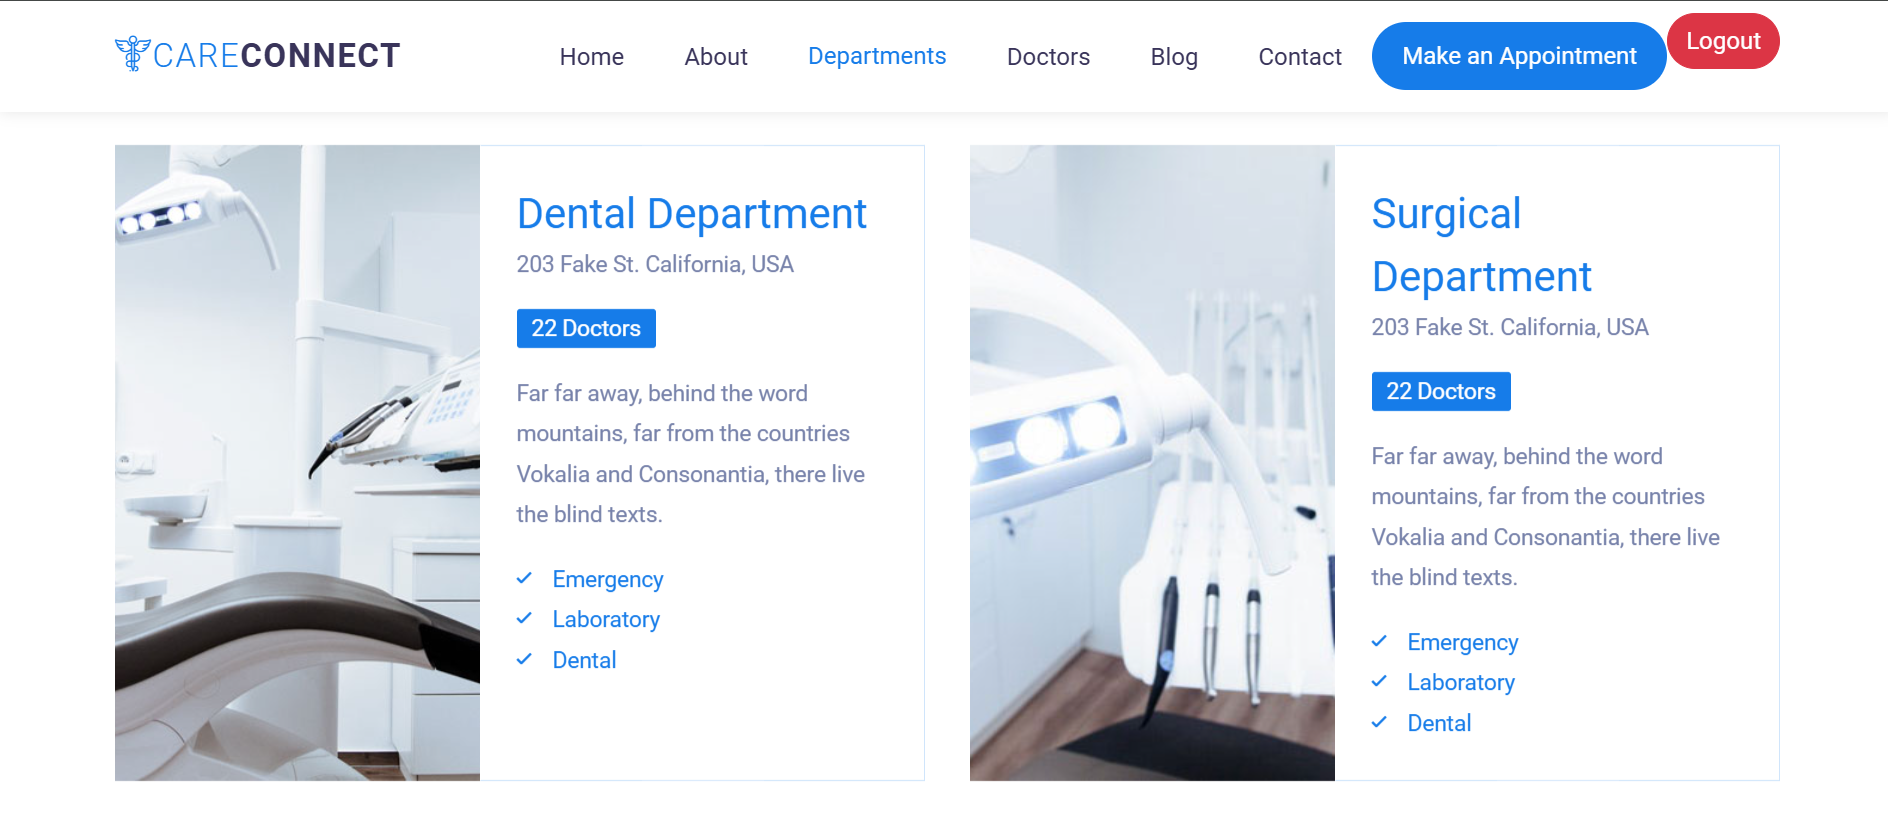 CARECONNECT
Home About Departments Doctors Blog Contact Make an Appointment Logout
Dental Department
203 Fake St. California, USA
22 Doctors
Far far away, behind the word
mountains, far from the countries
Vokalia and Consonantia, there live
the blind texts.
Emergency
Laboratory
Dental
Surgical
Department
203 Fake St. California, USA
22 Doctors
Far far away, behind the word
mountains, far from the countries
Vokalia and Consonantia, there live
the blind texts.
Emergency
Laboratory
Dental